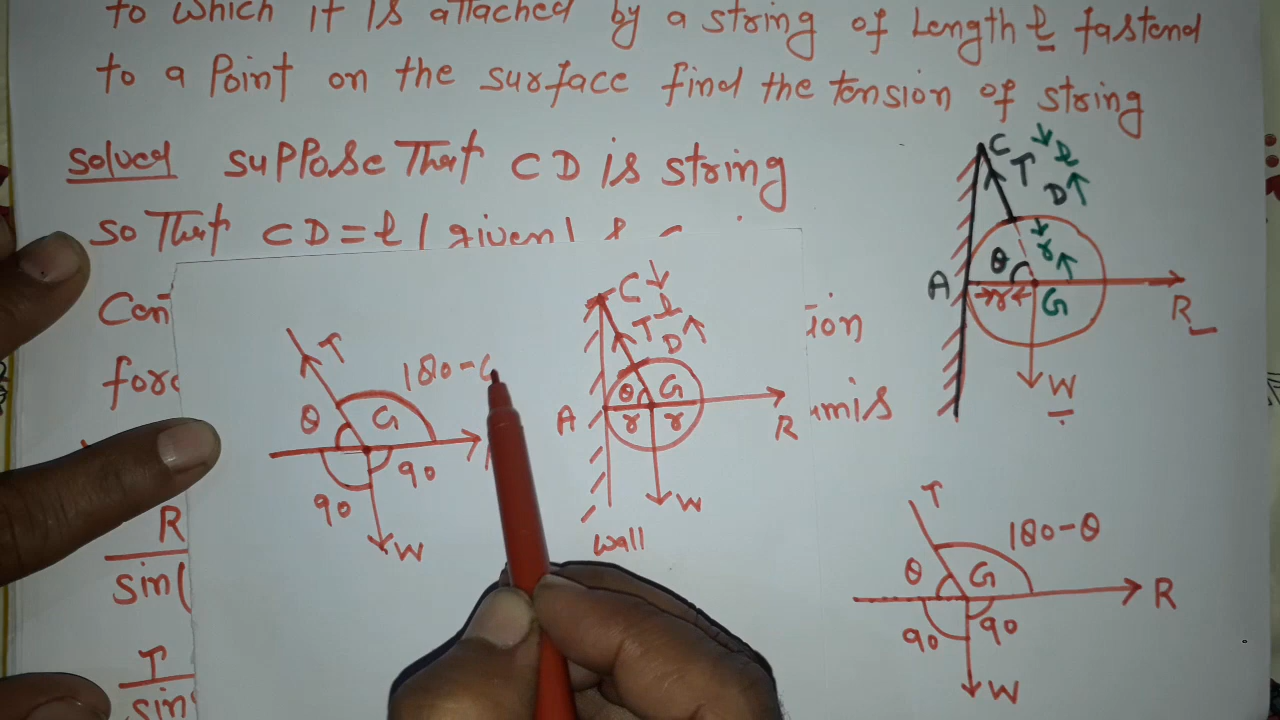 to which it is attached by a string of Length l fastend
to a Point on the surface find the tension of string
solved suppose That CD is string
so That CD = l
Con
forc
R
sin(
T
sin
ion
umis
C
T
l
D
r
θ
A
r
G
R
W
C
l
T
D
θ
G
A
r
r
R
W
wall
T
180-
θ
G
90
90
W
T
180-θ
θ
G
R
90
90
W